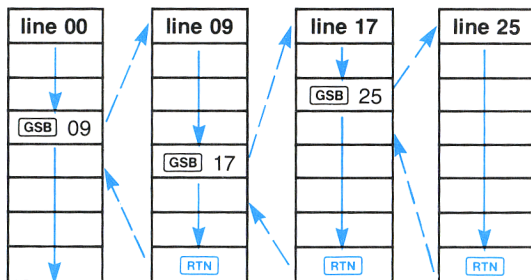 line 00 line 09 line 17 line 25
GSB 25
GSB 09
GSB 17
RTN RTN RTN